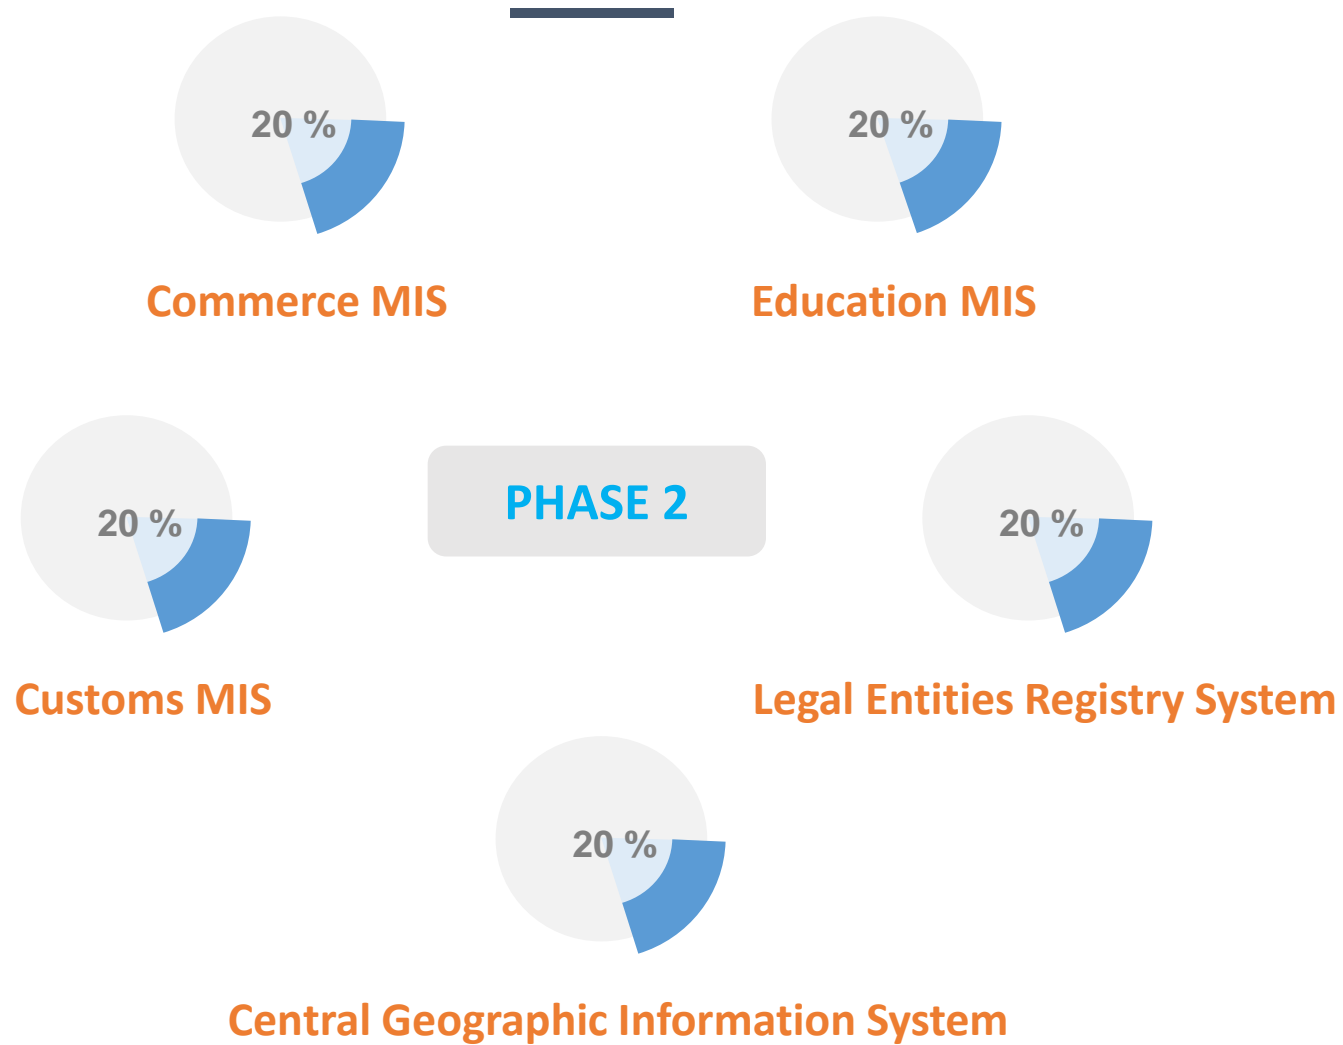 20 %
20 %
Commerce MIS
Education MIS
20 %
PHASE 2
20 %
Customs MIS
Legal Entities Registry System
20 %
Central Geographic Information System